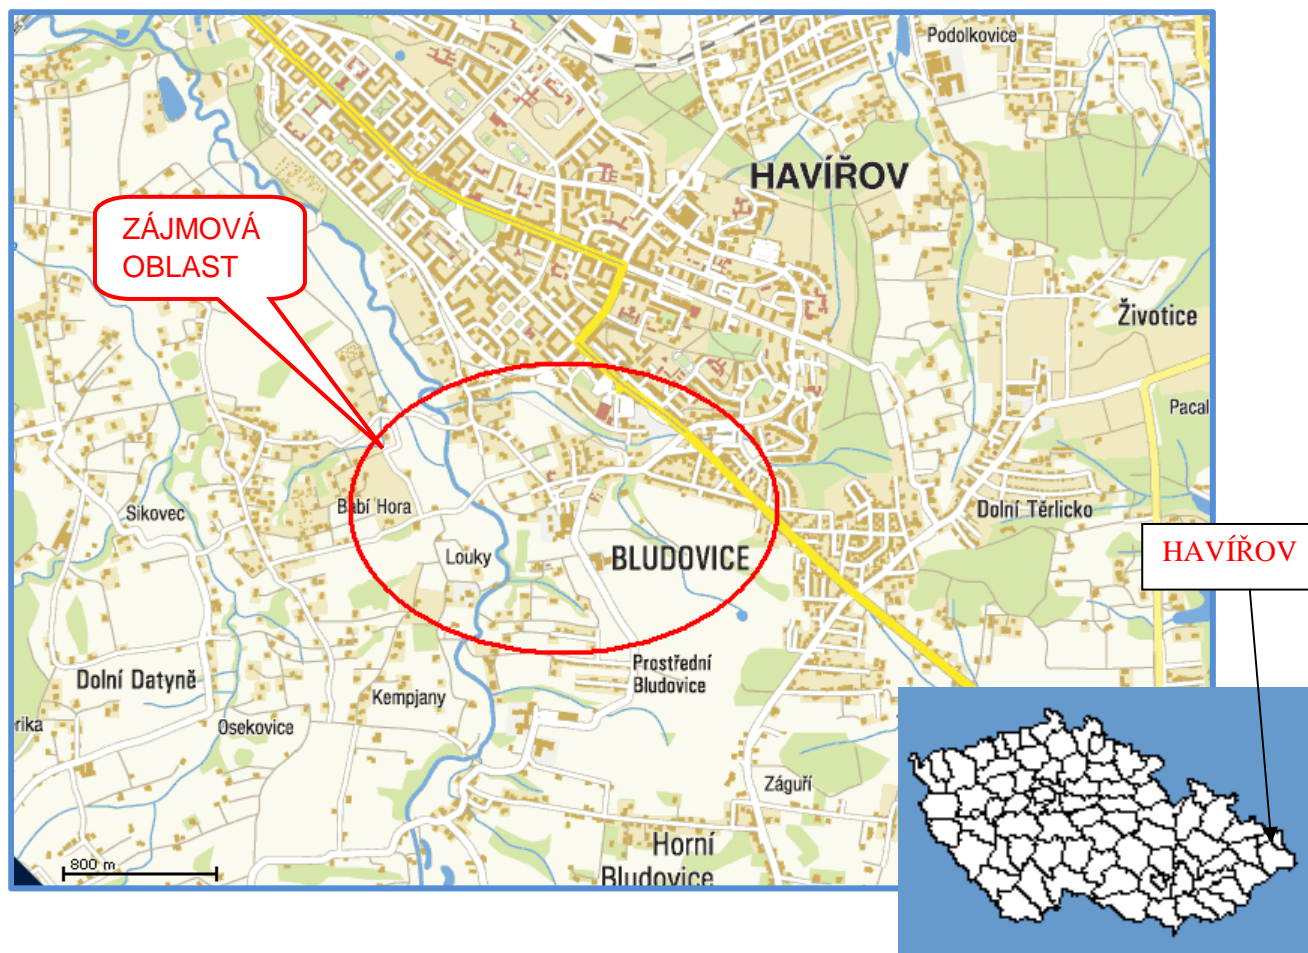 Podolkovice
HAVÍŘOV
ZÁJMOVÁ
OBLAST
Životice
Pacal
Babí Hora
Sikovec
Dolní Těrlicko
HAVÍŘOV
Louky
BLUDOVICE
Prostřední
Bludovice
Dolní Datyně
Kempjany
Osekovice
erika
Záguří
Horní
Bludovice
800 m